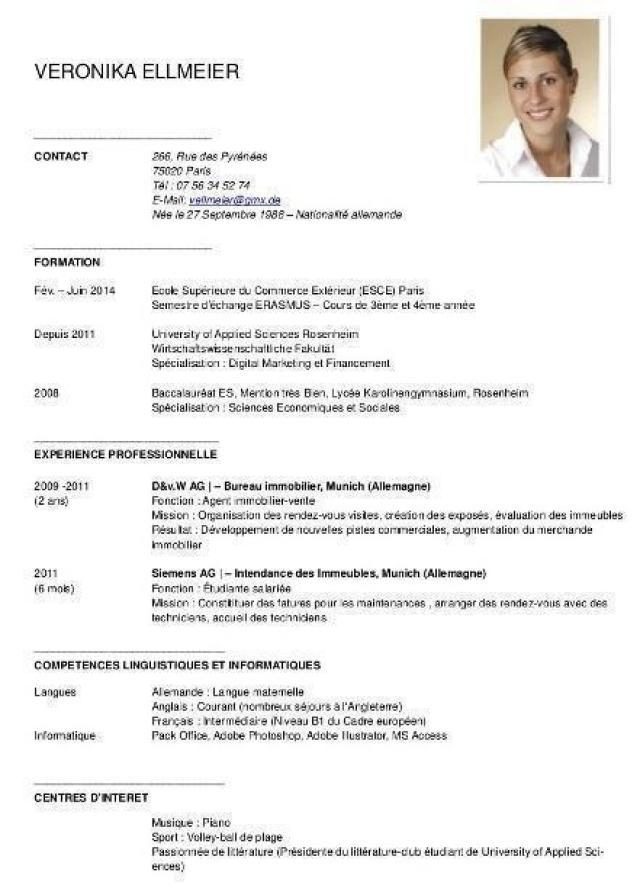 VERONIKA ELLMEIER
CONTACT 266, Rue des Pyrénées
75020 Paris
Tél : 07 56 34 52 74
E-Mail: vellmeier@gmx.de
Née le 27 Septembre 1986 – Nationalité allemande
FORMATION
Fév. – Juin 2014 Ecole Supérieure du Commerce Extérieur (ESCE) Paris
Semestre d'échange ERASMUS – Cours de 3ème et 4ème année
Depuis 2011 University of Applied Sciences Rosenheim
Wirtschaftswissenschaftliche Fakultät
Spécialisation : Digital Marketing et Financement
2008 Baccalauréat ES, Mention très Bien, Lycée Karolinengymnasium, Rosenheim
Spécialisation : Sciences Economiques et Sociales
EXPERIENCE PROFESSIONNELLE
2009 -2011 D&v.W AG | – Bureau immobilier, Munich (Allemagne)
(2 ans) Fonction : Agent immobilier-vente
Mission : Organisation des rendez-vous visites, création des exposés, évaluation des immeubles
Résultat : Développement de nouvelles pistes commerciales, augmentation du merchande
immobilier
2011 Siemens AG | – Intendance des Immeubles, Munich (Allemagne)
(6 mois) Fonction : Étudiante salariée
Mission : Constituer des fatures pour les maintenances , arranger des rendez-vous avec des
techniciens, accueil des techniciens
COMPETENCES LINGUISTIQUES ET INFORMATIQUES
Langues Allemande : Langue maternelle
Anglais : Courant (nombreux séjours à l'Angleterre)
Français : Intermédiaire (Niveau B1 du Cadre européen)
Informatique Pack Office, Adobe Photoshop, Adobe Illustrator, MS Access
CENTRES D'INTERET
Musique : Piano
Sport : Volley-ball de plage
Passionnée de littérature (Présidente du littérature-club étudiant de University of Applied Sci-
ences)